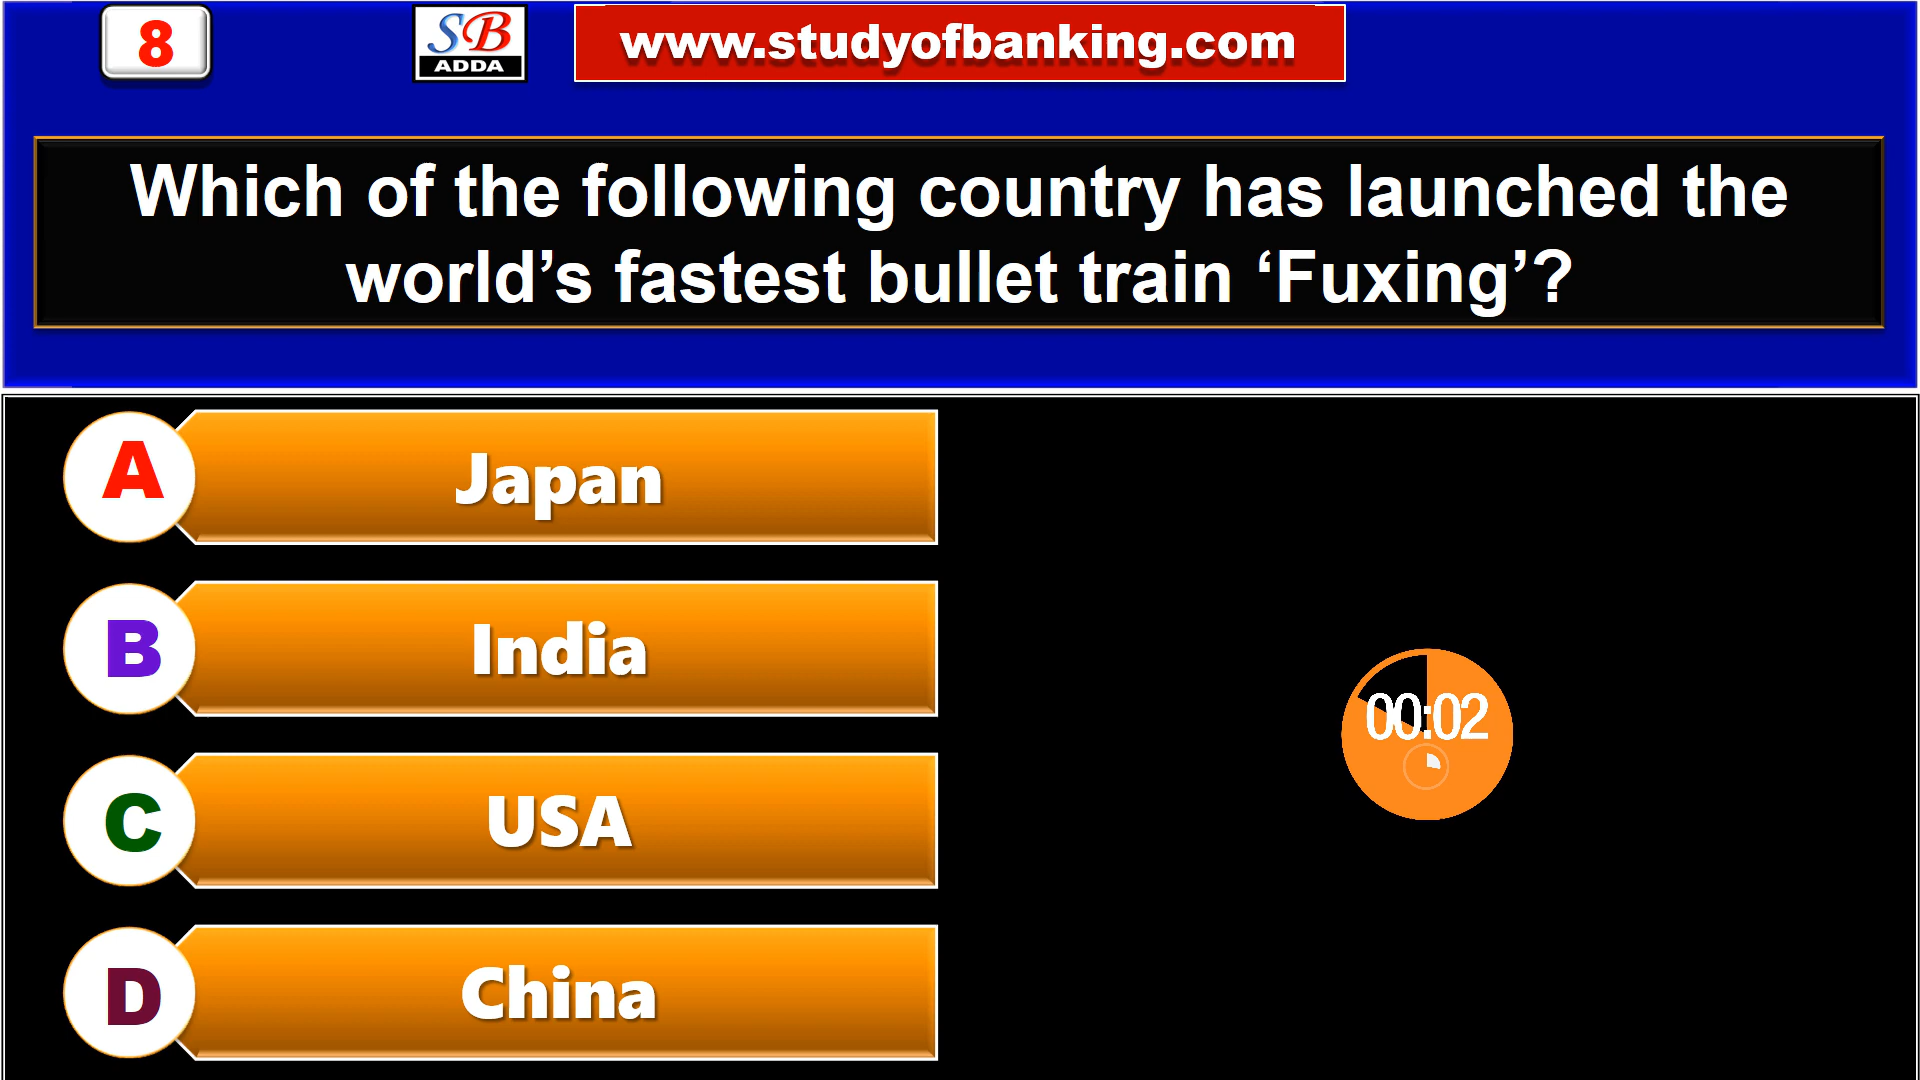 8
SB
ADDA
www.studyofbanking.com
Which of the following country has launched the
world’s fastest bullet train ‘Fuxing’?
A
Japan
B
India
C
USA
D
China
00:02